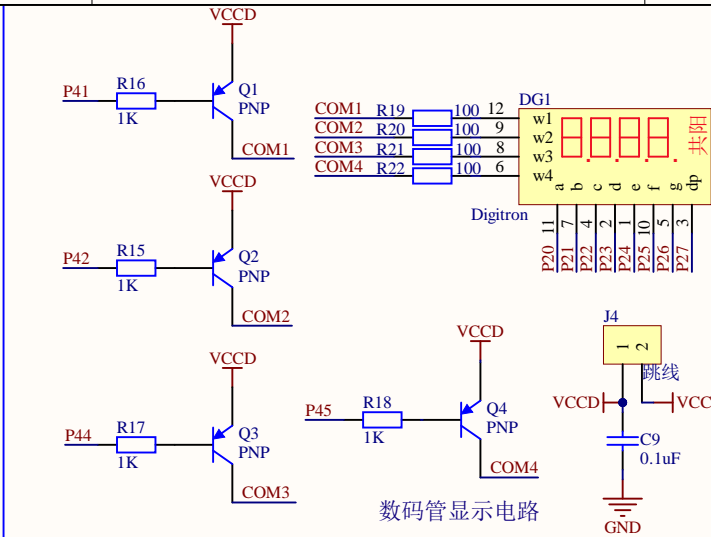 VCCD
P41
R16
1K
Q1
PNP
COM1
VCCD
P42
R15
1K
Q2
PNP
COM2
VCCD
P44
R17
1K
Q3
PNP
COM3
VCCD
P45
R18
1K
Q4
PNP
COM4
DG1
COM1 R19 100 12 w1
COM2 R20 100 9 w2
COM3 R21 100 8 w3
COM4 R22 100 6 w4
共阳
a b c d e f g dp
Digitron
11 7 4 2 1 10 5 3
P20 P21 P22 P23 P24 P25 P26 P27
J4
1 2
跳线
VCCD
VCC
C9
0.1uF
GND
数码管显示电路